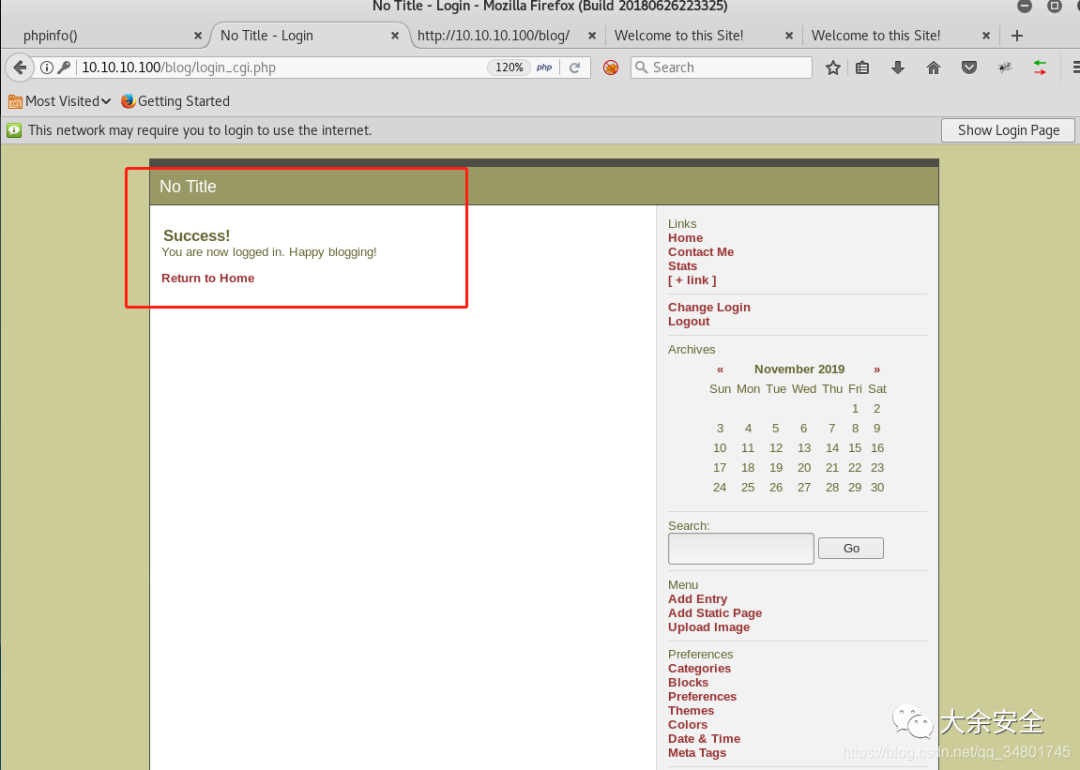 No Title - Login - Mozilla Firefox (Build 20180626223325)
phpinfo() × No Title - Login × http://10.10.10.100/blog/ × Welcome to this Site! × Welcome to this Site! × +
10.10.10.100/blog/login_cgi.php 120% php Search
Most Visited Getting Started
This network may require you to login to use the internet. Show Login Page
No Title
Success!
You are now logged in. Happy blogging!
Return to Home
Links
Home
Contact Me
Stats
[ + link ]
Change Login
Logout
Archives
« November 2019 »
Sun Mon Tue Wed Thu Fri Sat
1 2
3 4 5 6 7 8 9
10 11 12 13 14 15 16
17 18 19 20 21 22 23
24 25 26 27 28 29 30
Search:
Go
Menu
Add Entry
Add Static Page
Upload Image
Preferences
Categories
Blocks
Preferences
Themes
Colors
Date & Time
Meta Tags
大余安全
https://blog.csdn.net/qq_34801745